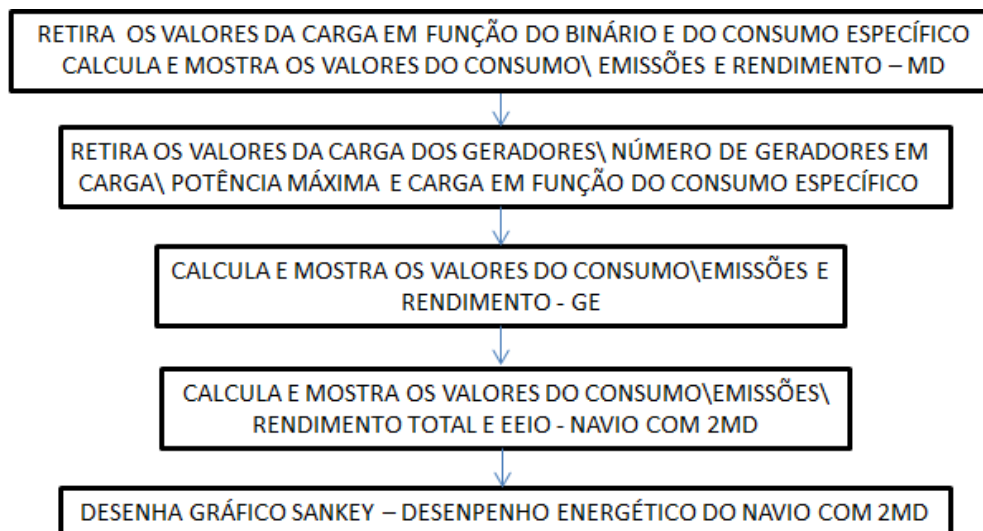 RETIRA OS VALORES DA CARGA EM FUNÇÃO DO BINÁRIO E DO CONSUMO ESPECÍFICO
CALCULA E MOSTRA OS VALORES DO CONSUMO\ EMISSÕES E RENDIMENTO – MD
RETIRA OS VALORES DA CARGA DOS GERADORES\ NÚMERO DE GERADORES EM
CARGA\ POTÊNCIA MÁXIMA E CARGA EM FUNÇÃO DO CONSUMO ESPECÍFICO
CALCULA E MOSTRA OS VALORES DO CONSUMO\EMISSÕES E
RENDIMENTO - GE
CALCULA E MOSTRA OS VALORES DO CONSUMO\EMISSÕES\
RENDIMENTO TOTAL E EEIO - NAVIO COM 2MD
DESENHA GRÁFICO SANKEY – DESENPENHO ENERGÉTICO DO NAVIO COM 2MD